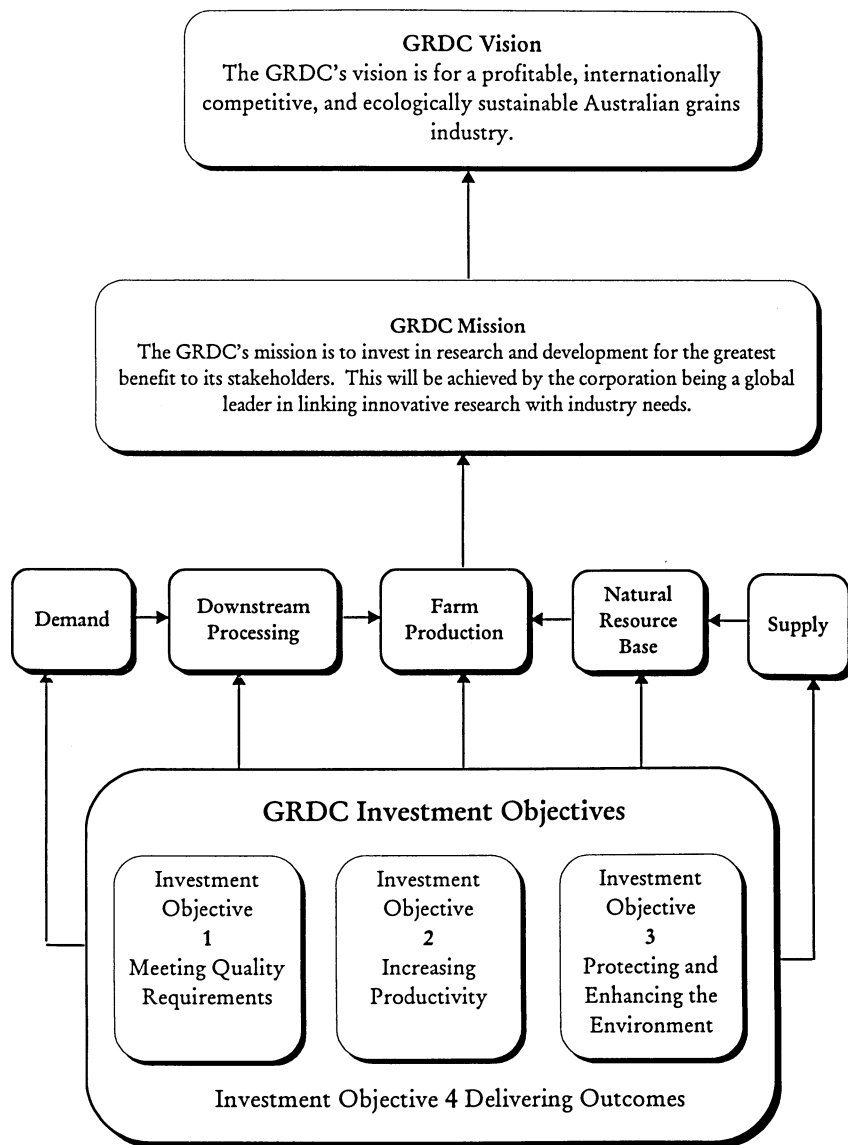 GRDC Vision
The GRDC's vision is for a profitable, internationally
competitive, and ecologically sustainable Australian grains
industry.
GRDC Mission
The GRDC's mission is to invest in research and development for the greatest
benefit to its stakeholders. This will be achieved by the corporation being a global
leader in linking innovative research with industry needs.
Demand
Downstream
Processing
Farm
Production
Natural
Resource
Base
Supply
GRDC Investment Objectives
Investment
Objective
1
Meeting Quality
Requirements
Investment
Objective
2
Increasing
Productivity
Investment
Objective
3
Protecting and
Enhancing the
Environment
Investment Objective 4 Delivering Outcomes